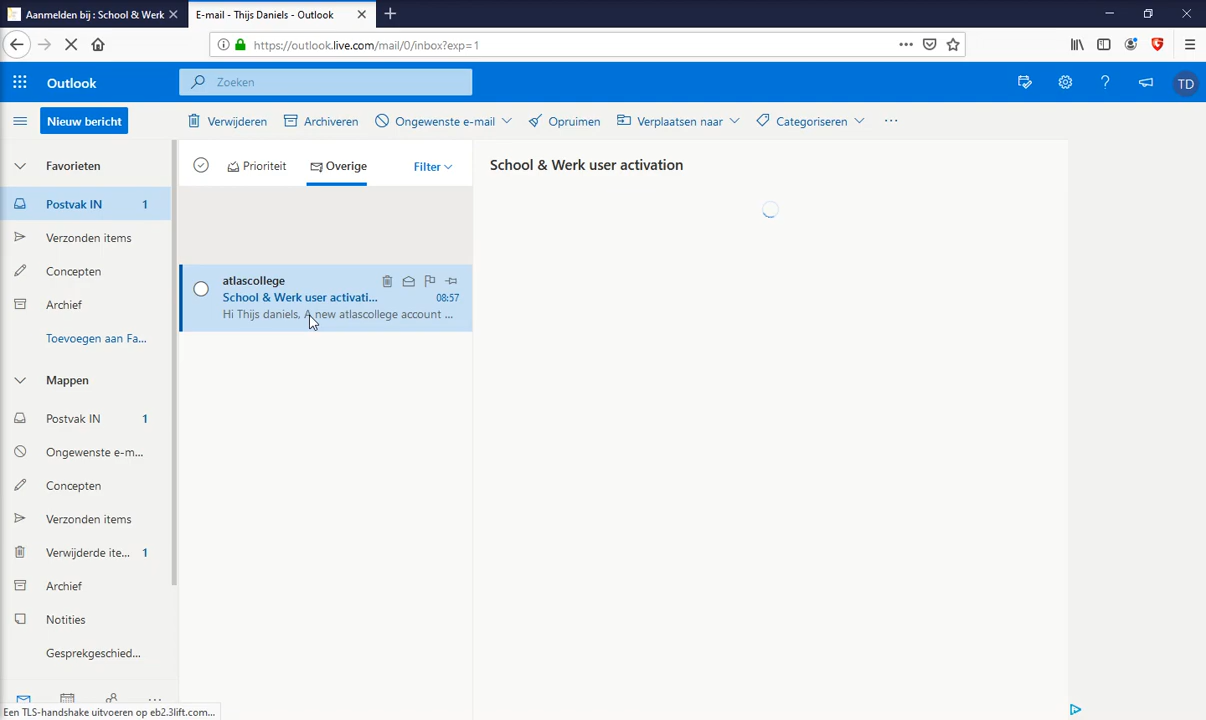 Aanmelden bij : School & Werk
E-mail - Thijs Daniels - Outlook
https://outlook.live.com/mail/0/inbox?exp=1
Outlook
Zoeken
TD
Nieuw bericht
Verwijderen
Archiveren
Ongewenste e-mail
Opruimen
Verplaatsen naar
Categoriseren
Favorieten
Postvak IN 1
Verzonden items
Concepten
Archief
Toevoegen aan Fa...
Mappen
Postvak IN 1
Ongewenste e-m...
Concepten
Verzonden items
Verwijderde ite... 1
Archief
Notities
Gesprekgeschied...
Prioriteit
Overige
Filter
atlascollege
School & Werk user activati... 08:57
Hi Thijs daniels, A new atlascollege account ...
School & Werk user activation
Een TLS-handshake uitvoeren op eb2.3lift.com...